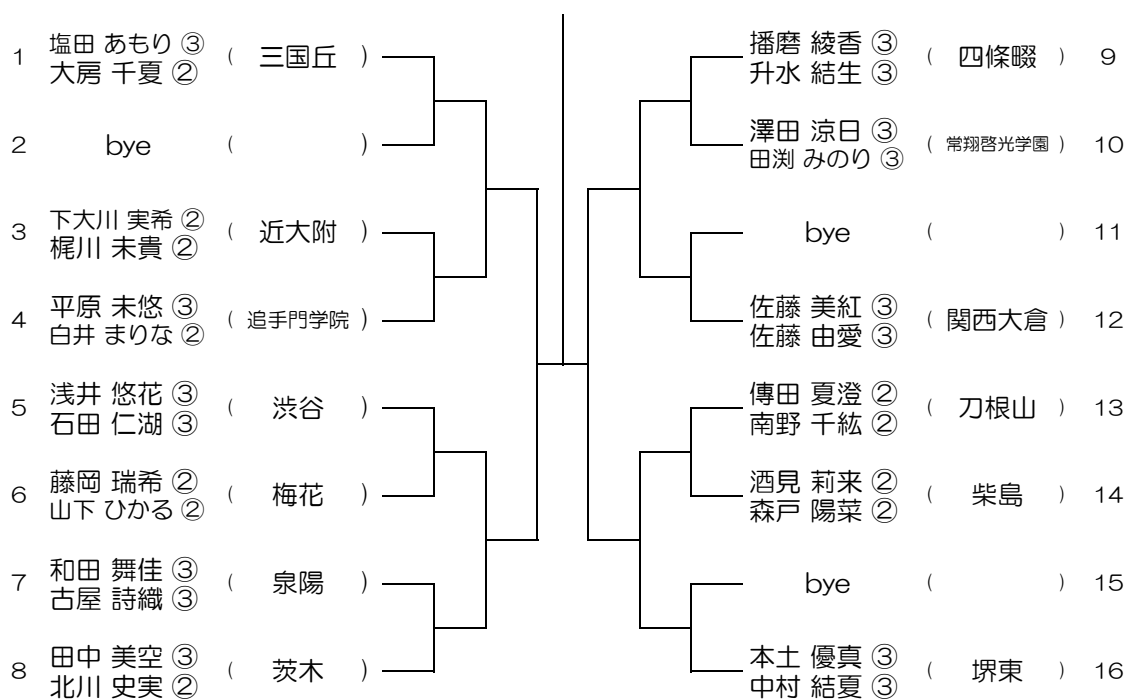 1 塩田 あもり ③ ( 三国丘 )
大房 千夏 ②
2 bye ( )
3 下大川 実希 ② ( 近大附 )
梶川 未貴 ②
4 平原 未悠 ③ ( 追手門学院 )
白井 まりな ②
5 浅井 悠花 ③ ( 渋谷 )
石田 仁湖 ③
6 藤岡 瑞希 ② ( 梅花 )
山下 ひかる ②
7 和田 舞佳 ③ ( 泉陽 )
古屋 詩織 ③
8 田中 美空 ③ ( 茨木 )
北川 史実 ②
播磨 綾香 ③ ( 四條畷 ) 9
升水 結生 ③
澤田 涼日 ③ ( 常翔啓光学園 ) 10
田渕 みのり ③
bye ( ) 11
佐藤 美紅 ③ ( 関西大倉 ) 12
佐藤 由愛 ③
傳田 夏澄 ② ( 刀根山 ) 13
南野 千紘 ②
酒見 莉来 ② ( 柴島 ) 14
森戸 陽菜 ②
bye ( ) 15
本土 優真 ③ ( 堺東 ) 16
中村 結夏 ③